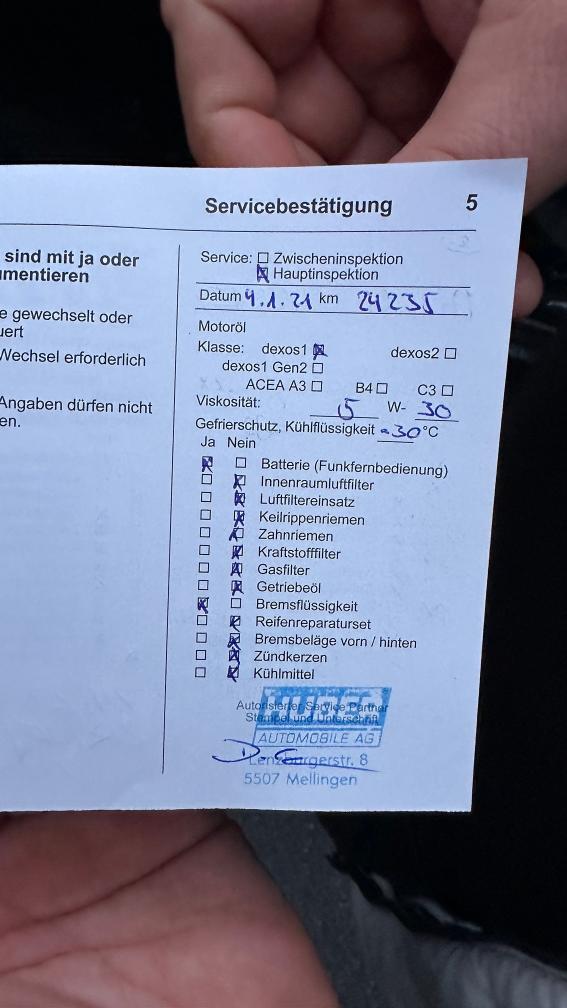 Servicebestätigung 5
sind mit ja oder
umentieren
e gewechselt oder
uert
Wechsel erforderlich
Angaben dürfen nicht
en.
Service: ☐ Zwischeninspektion
☒ Hauptinspektion
Datum 4.1.21 km 24235
Motoröl
Klasse: dexos1 ☒ dexos2 ☐
dexos1 Gen2 ☐
ACEA A3 ☐ B4 ☐ C3 ☐
Viskosität: 5 W- 30
Gefrierschutz, Kühlflüssigkeit -30 °C
Ja Nein
☒ ☐ Batterie (Funkfernbedienung)
☐ ☒ Innenraumluftfilter
☐ ☒ Luftfiltereinsatz
☐ ☒ Keilrippenriemen
☐ ☒ Zahnriemen
☐ ☒ Kraftstofffilter
☐ ☒ Gasfilter
☐ ☒ Getriebeöl
☒ ☐ Bremsflüssigkeit
☐ ☒ Reifenreparaturset
☐ ☒ Bremsbeläge vorn / hinten
☐ ☒ Zündkerzen
☐ ☒ Kühlmittel
Autorisierter Service Partner
Stempel und Unterschrift
AUTOMOBILE AG
Lenzburgerstr. 8
5507 Mellingen